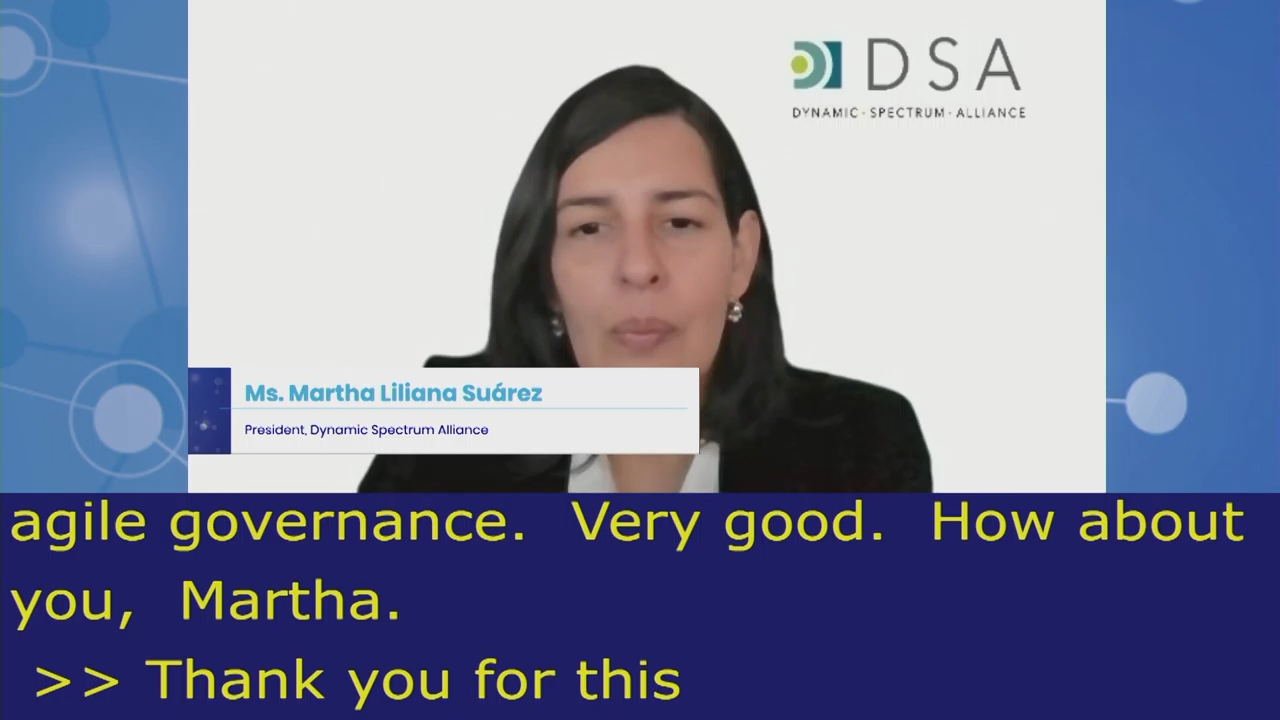 DSA
DYNAMIC · SPECTRUM · ALLIANCE
Ms. Martha Liliana Suárez
President, Dynamic Spectrum Alliance
agile governance.  Very good.  How about
you,  Martha.
>> Thank you for this